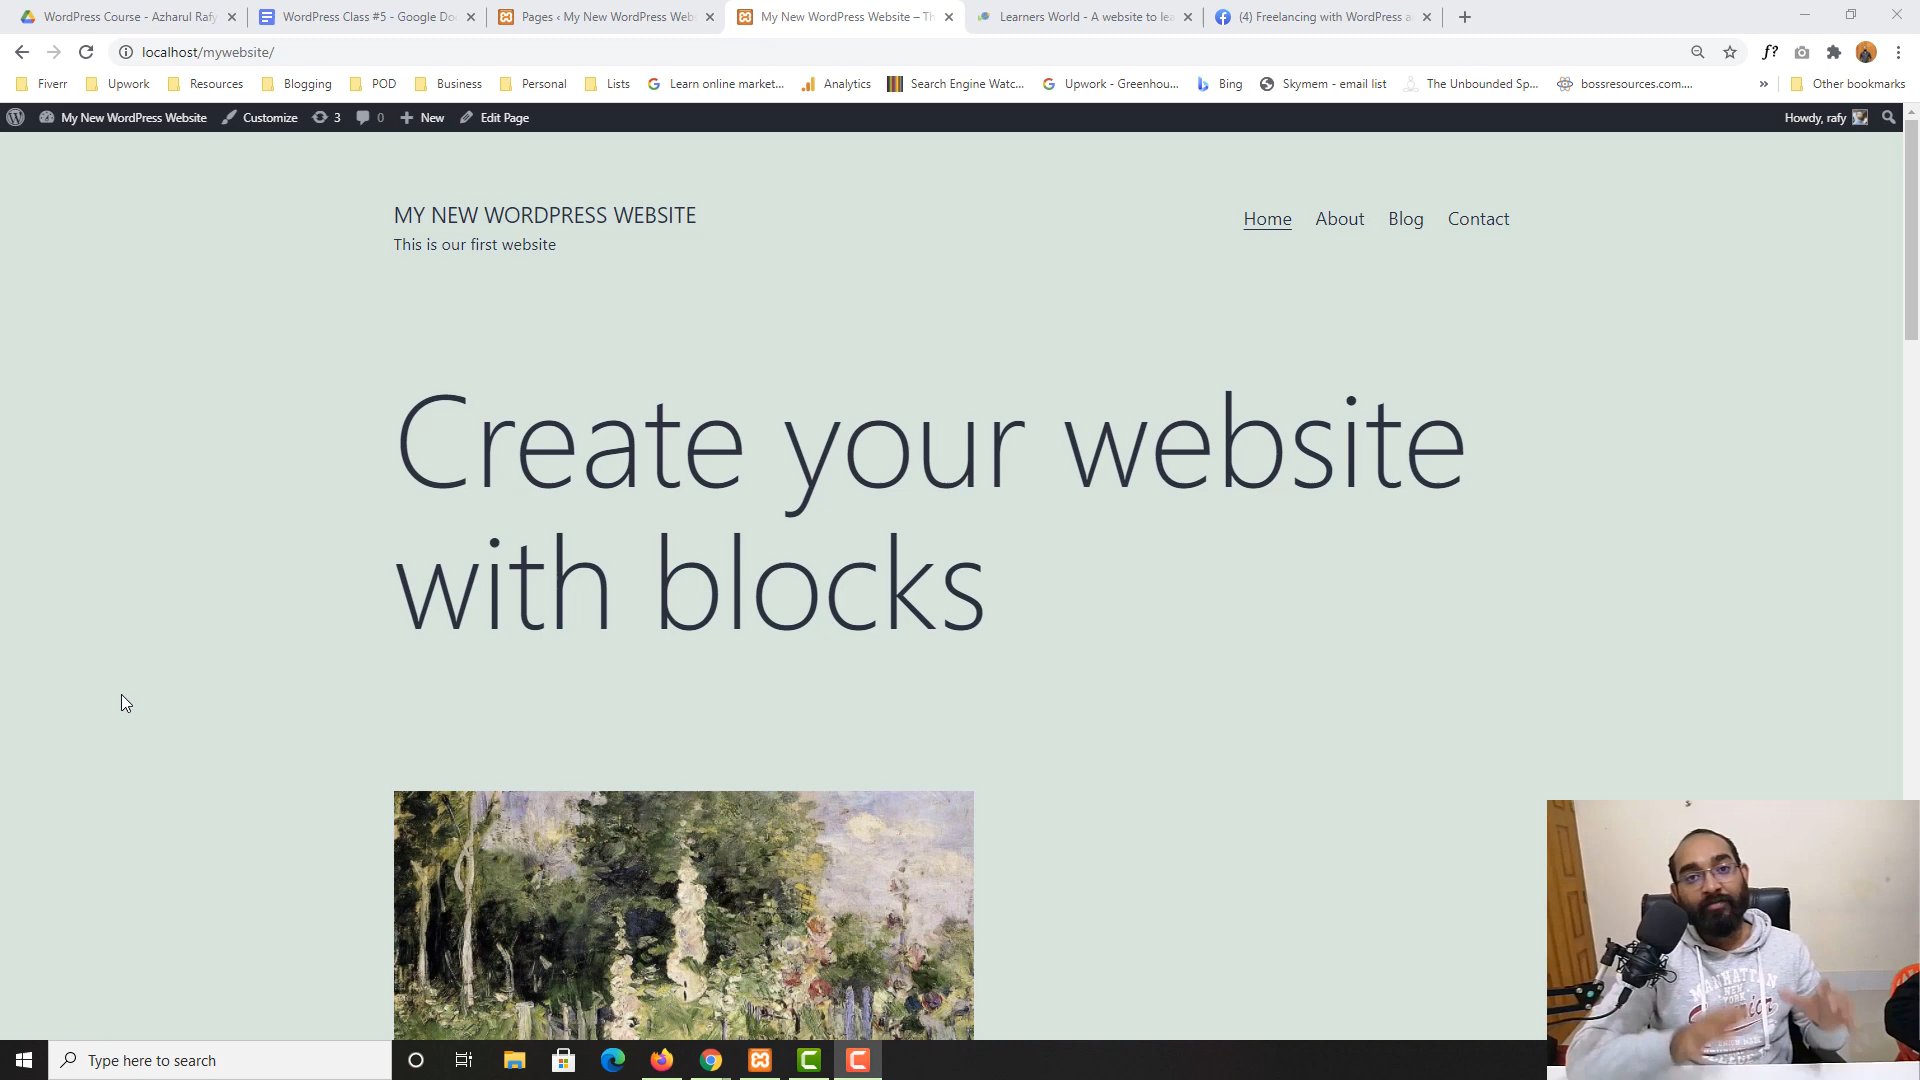 WordPress Course - Azharul Rafy
WordPress Class #5 - Google Do
Pages ‹ My New WordPress Web
My New WordPress Website – Th
Learners World - A website to lea
(4) Freelancing with WordPress a
localhost/mywebsite/
f?
Fiverr
Upwork
Resources
Blogging
POD
Business
Personal
Lists
Learn online market...
Analytics
Search Engine Watc...
Upwork - Greenhou...
Bing
Skymem - email list
The Unbounded Sp...
bossresources.com....
»
Other bookmarks
My New WordPress Website
Customize
3
0
New
Edit Page
Howdy, rafy
MY NEW WORDPRESS WEBSITE
This is our first website
Home
About
Blog
Contact
Create your website
with blocks
MANHATTAN
NEW
YORK
Type here to search